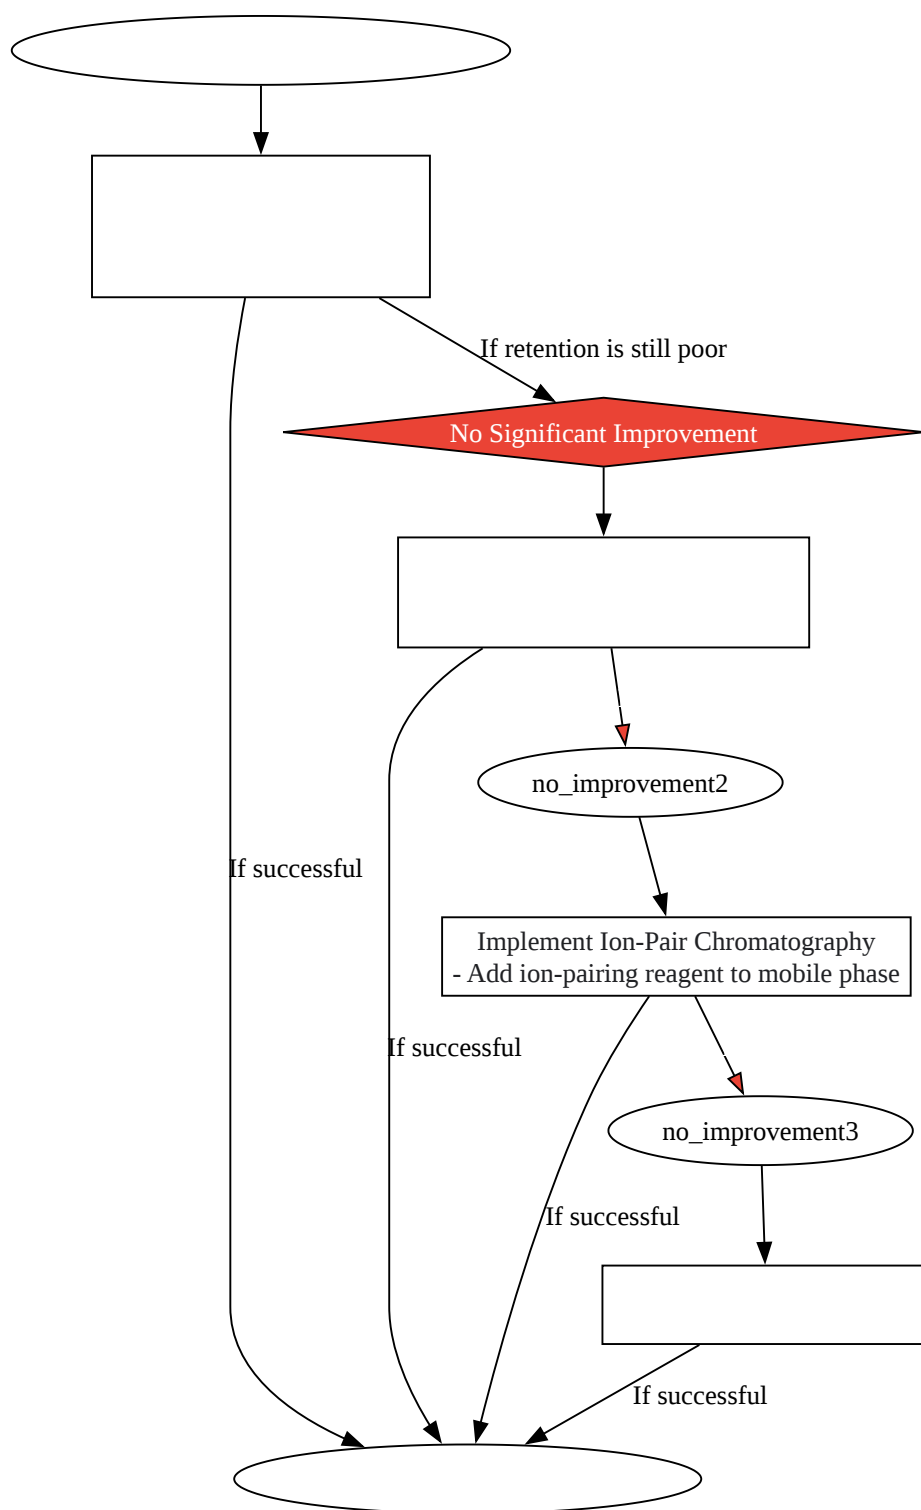 If retention is still poor
No Significant Improvement
no_improvement2
If successful
Implement Ion-Pair Chromatography
- Add ion-pairing reagent to mobile phase
If successful
no_improvement3
If successful
If successful